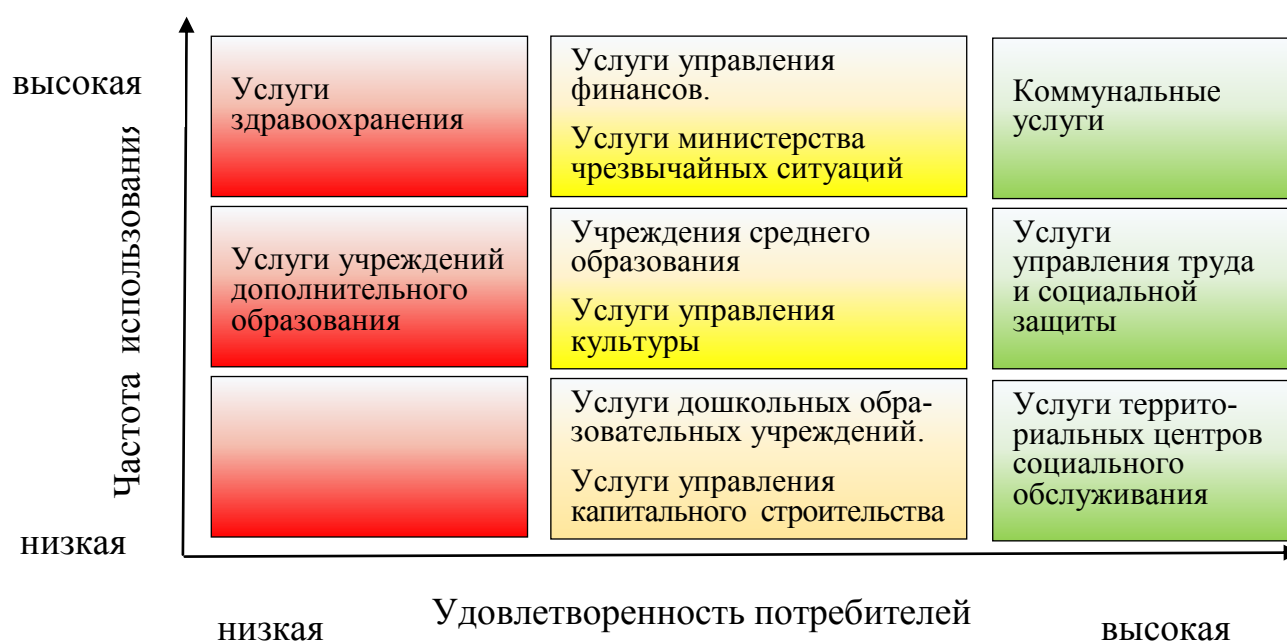 высокая
Частота использования
низкая
Услуги
здравоохранения
Услуги управления
финансов.
Услуги министерства
чрезвычайных ситуаций
Коммунальные
услуги
Услуги учреждений
дополнительного
образования
Учреждения среднего
образования
Услуги управления
культуры
Услуги
управления труда
и социальной
защиты
Услуги дошкольных обра-
зовательных учреждений.
Услуги управления
капитального строительства
Услуги террито-
риальных центров
социального
обслуживания
низкая
Удовлетворенность потребителей
высокая